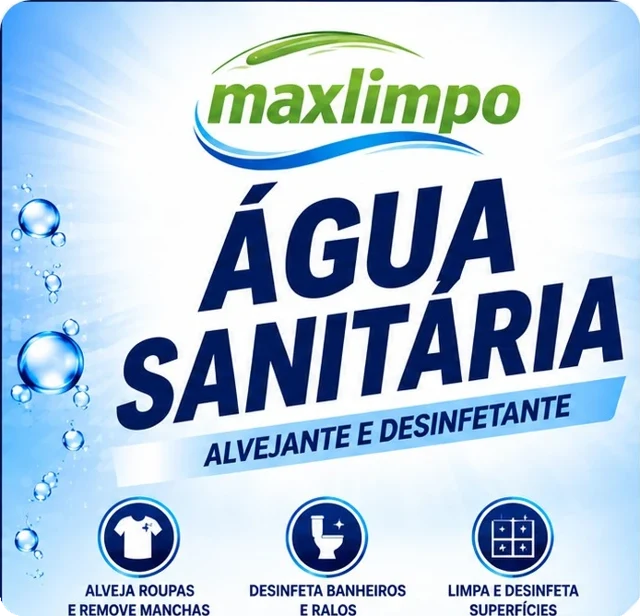 maxlimpo
ÁGUA
SANITÁRIA
ALVEJANTE E DESINFETANTE
ALVEJA ROUPAS
E REMOVE MANCHAS
DESINFETA BANHEIROS
E RALOS
LIMPA E DESINFETA
SUPERFÍCIES